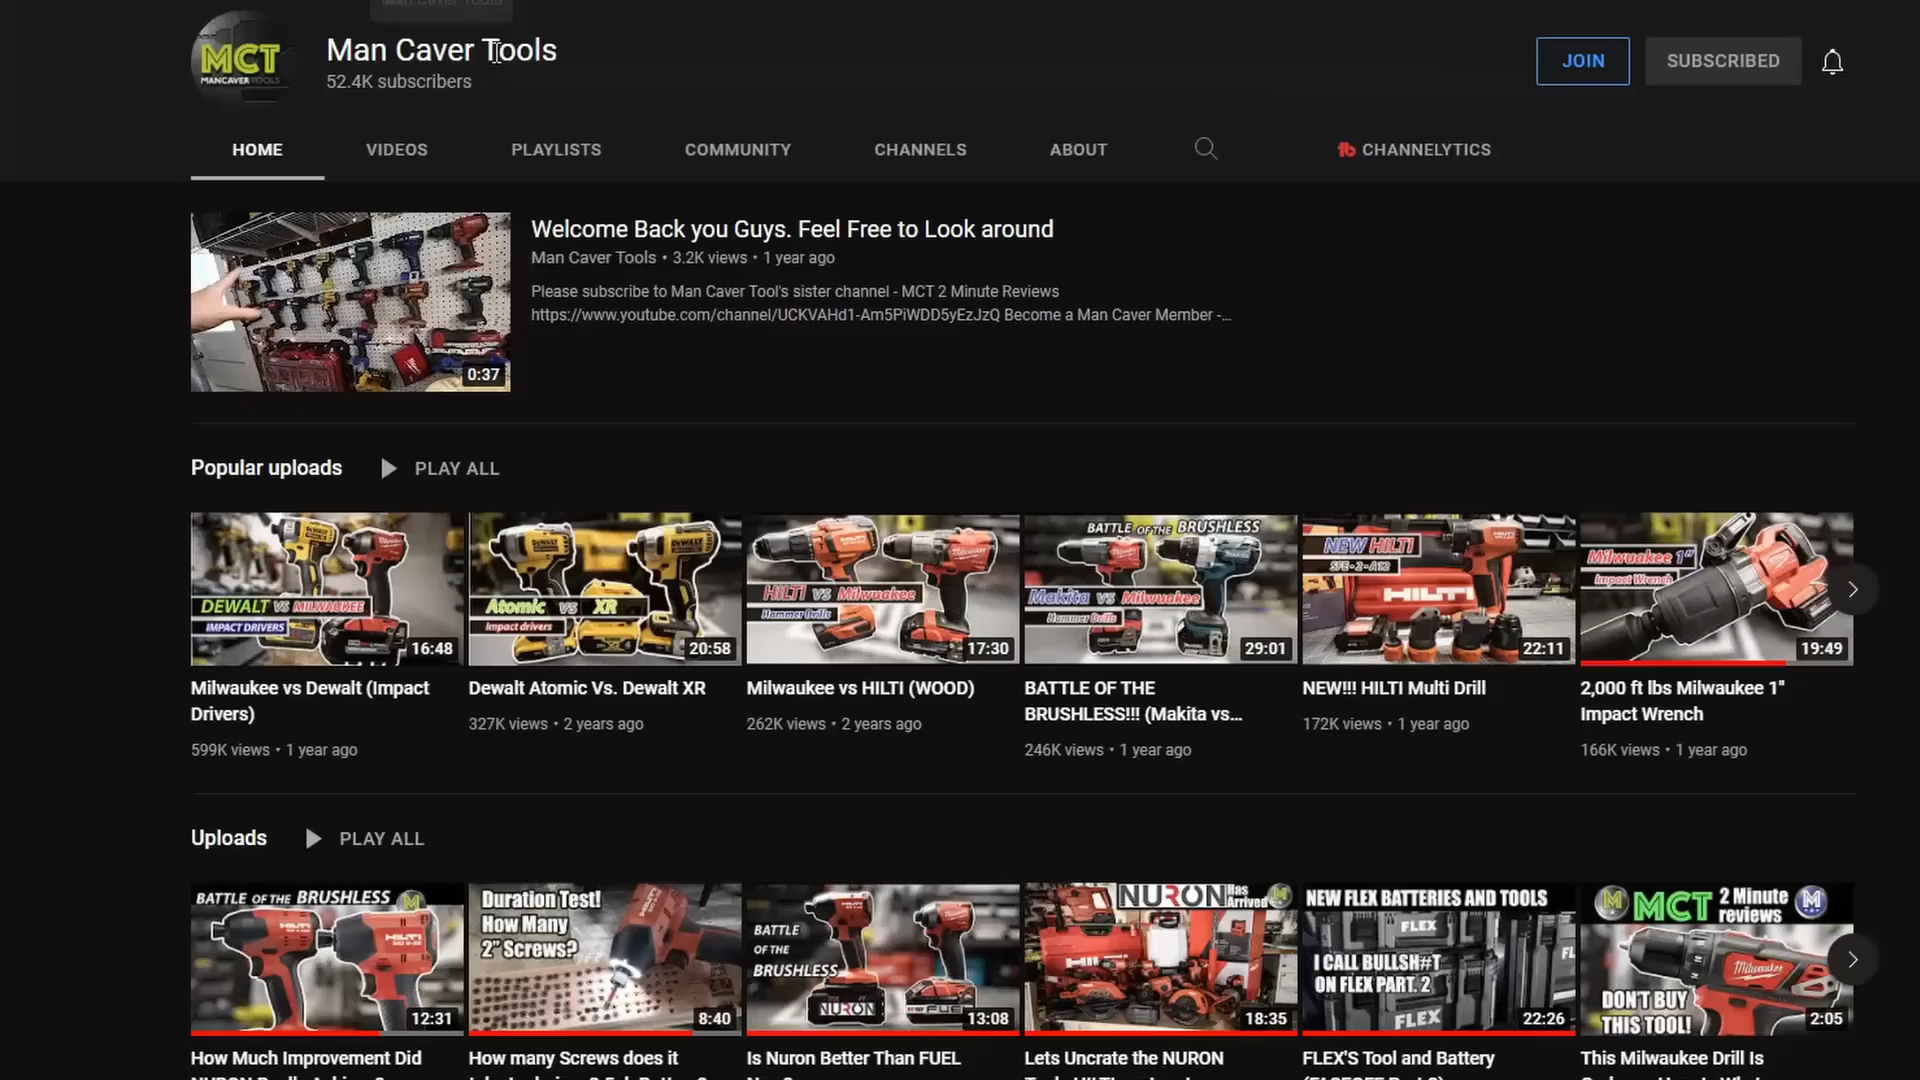 MCT
MANCAVER TOOLS
Man Caver Tools
52.4K subscribers
JOIN
SUBSCRIBED
HOME
VIDEOS
PLAYLISTS
COMMUNITY
CHANNELS
ABOUT
CHANNELYTICS
0:37
Welcome Back you Guys. Feel Free to Look around
Man Caver Tools • 3.2K views • 1 year ago
Please subscribe to Man Caver Tool's sister channel - MCT 2 Minute Reviews
https://www.youtube.com/channel/UCKVAHd1-Am5PiWDD5yEzJzQ Become a Man Caver Member -...
Popular uploads
PLAY ALL
DEWALT VS MILWAUKEE
IMPACT DRIVERS
16:48
Milwaukee vs Dewalt (Impact
Drivers)
599K views • 1 year ago
Atomic VS XR
Impact drivers
20:58
Dewalt Atomic Vs. Dewalt XR
327K views • 2 years ago
HILTI VS Milwaukee
Hammer Drills
17:30
Milwaukee vs HILTI (WOOD)
262K views • 2 years ago
BATTLE OF THE BRUSHLESS
Makita VS Milwaukee
Hammer Drills
29:01
BATTLE OF THE
BRUSHLESS!!! (Makita vs...
246K views • 1 year ago
NEW HILTI
SFE-2-A12
HILTI
22:11
NEW!!! HILTI Multi Drill
172K views • 1 year ago
Milwaukee 1"
Impact Wrench
19:49
2,000 ft lbs Milwaukee 1"
Impact Wrench
166K views • 1 year ago
Uploads
PLAY ALL
BATTLE OF THE BRUSHLESS
HILTI
HILTI
12:31
How Much Improvement Did
Duration Test!
How Many
2" Screws?
8:40
How many Screws does it
BATTLE
OF THE
BRUSHLESS
NURON
FUEL
13:08
Is Nuron Better Than FUEL
NURON Has
Arrived
18:35
Lets Uncrate the NURON
NEW FLEX BATTERIES AND TOOLS
FLEX
I CALL BULLSH#T
ON FLEX PART. 2
FLEX
22:26
FLEX'S Tool and Battery
MCT 2 Minute
reviews
Milwaukee
DON'T BUY
THIS TOOL!
2:05
This Milwaukee Drill Is